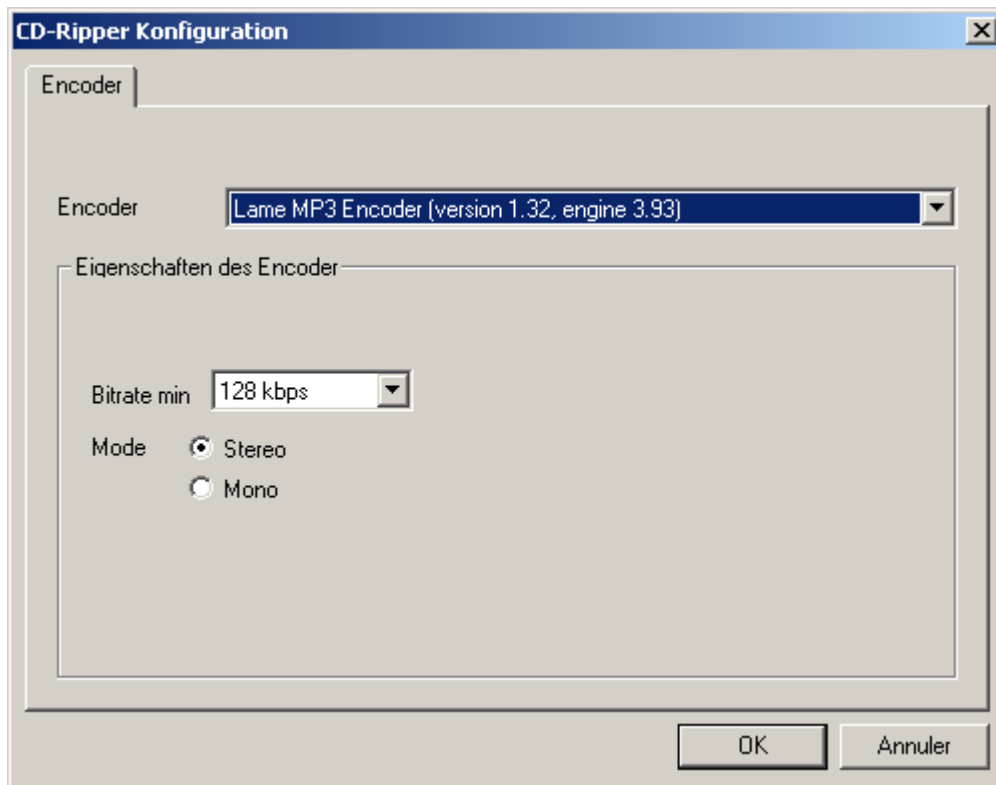 CD-Ripper Konfiguration
Encoder
Encoder Lame MP3 Encoder (version 1.32, engine 3.93)
Eigenschaften des Encoder
Bitrate min 128 kbps
Mode Stereo
Mono
OK Annuler